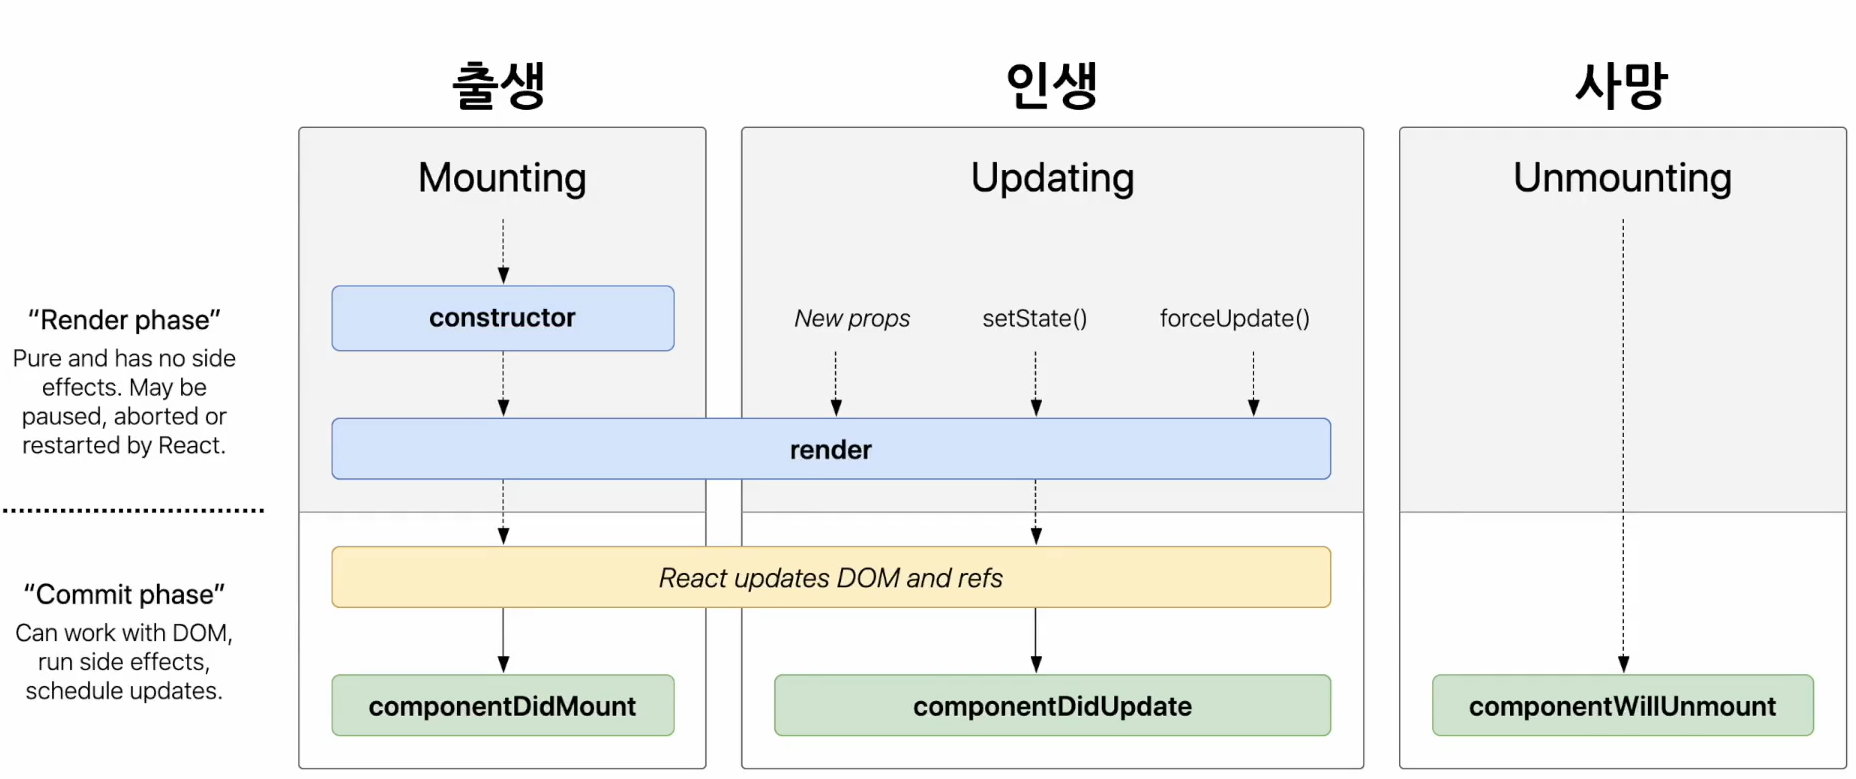 출생
인생
사망
Mounting
Updating
Unmounting
“Render phase”
Pure and has no side
effects. May be
paused, aborted or
restarted by React.
constructor
New props
setState()
forceUpdate()
render
“Commit phase”
Can work with DOM,
run side effects,
schedule updates.
React updates DOM and refs
componentDidMount
componentDidUpdate
componentWillUnmount